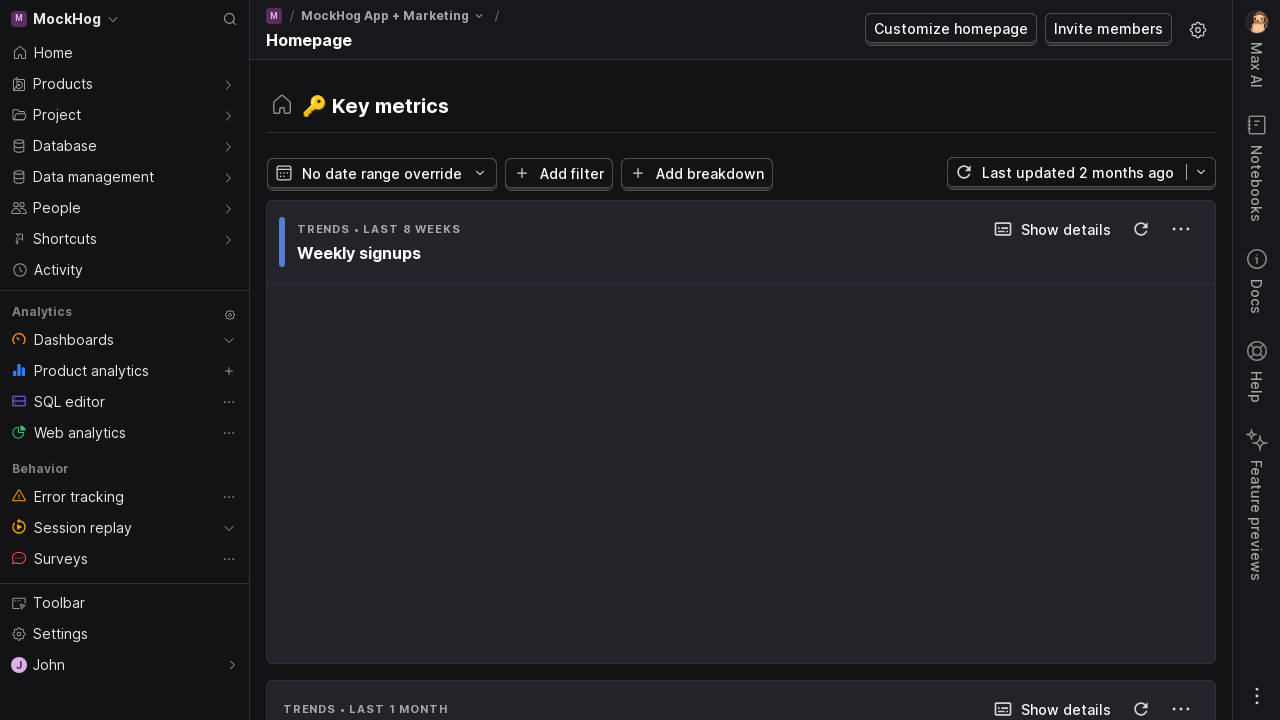 M MockHog
Home
Products
Project
Database
Data management
People
Shortcuts
Activity
Analytics
Dashboards
Product analytics
SQL editor
Web analytics
Behavior
Error tracking
Session replay
Surveys
Toolbar
Settings
J John
M / MockHog App + Marketing /
Homepage
Customize homepage
Invite members
🔑 Key metrics
No date range override
Add filter
Add breakdown
Last updated 2 months ago
TRENDS • LAST 8 WEEKS
Show details
Weekly signups
TRENDS • LAST 1 MONTH
Show details
Max AI
Notebooks
Docs
Help
Feature previews